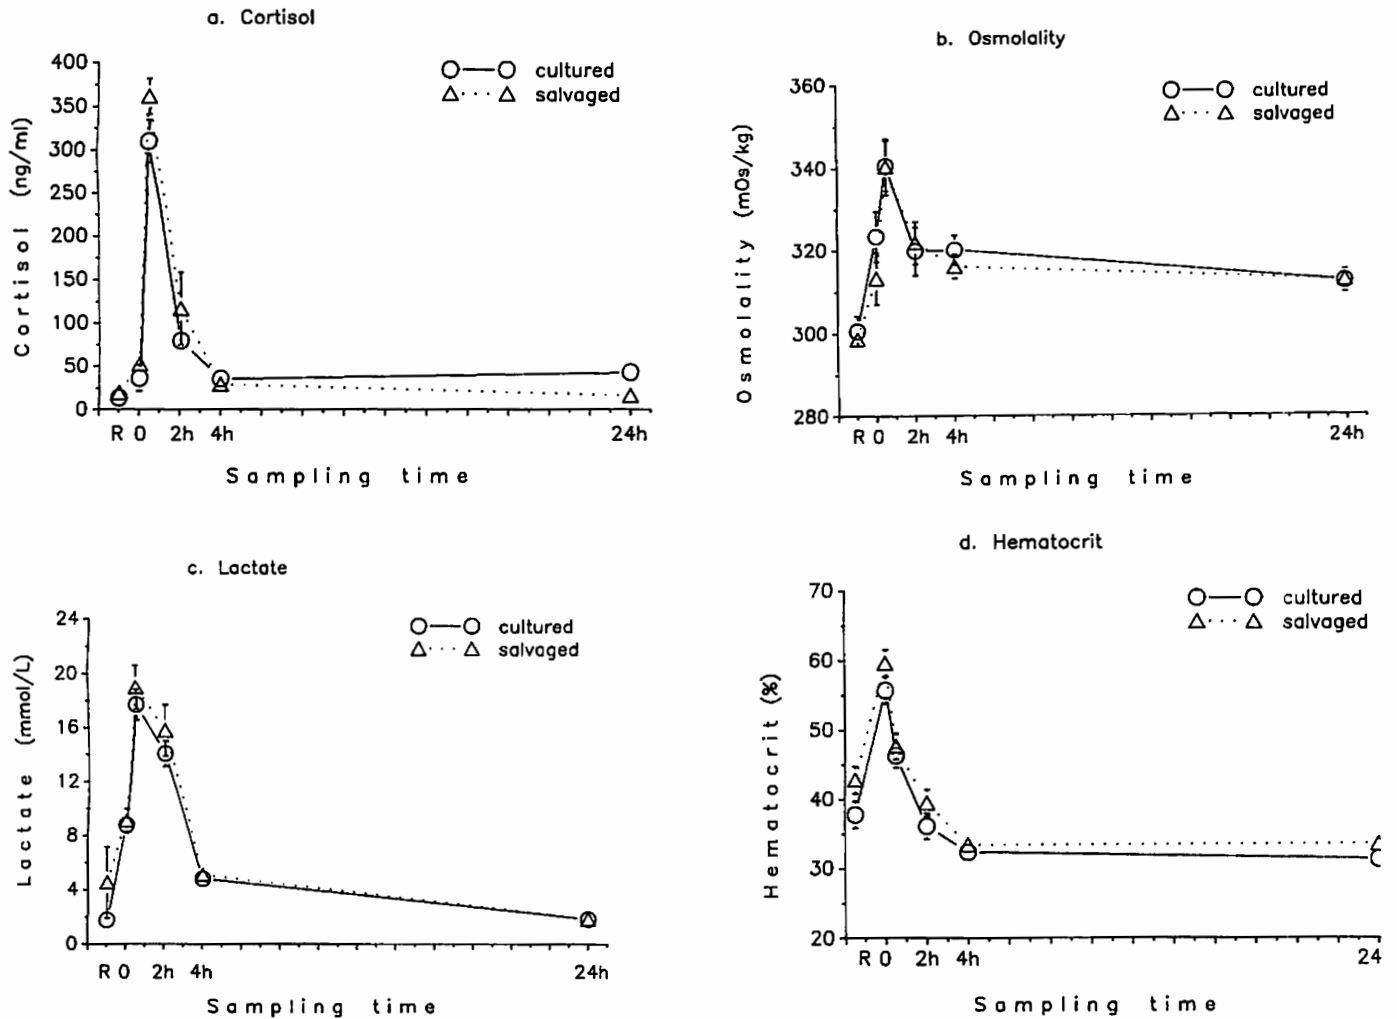 a. Cortisol
400
350
300
250
200
150
100
50
0
Cortisol (ng/ml)
cultured
salvaged
R 0 2h 4h 24h
Sampling time
b. Osmolality
360
340
320
300
280
Osmolality (mOs/kg)
cultured
salvaged
R 0 2h 4h 24h
Sampling time
c. Lactate
24
20
16
12
8
4
0
Lactate (mmol/L)
cultured
salvaged
R 0 2h 4h 24h
Sampling time
d. Hematocrit
70
60
50
40
30
20
Hematocrit (%)
cultured
salvaged
R 0 2h 4h 24
Sampling time